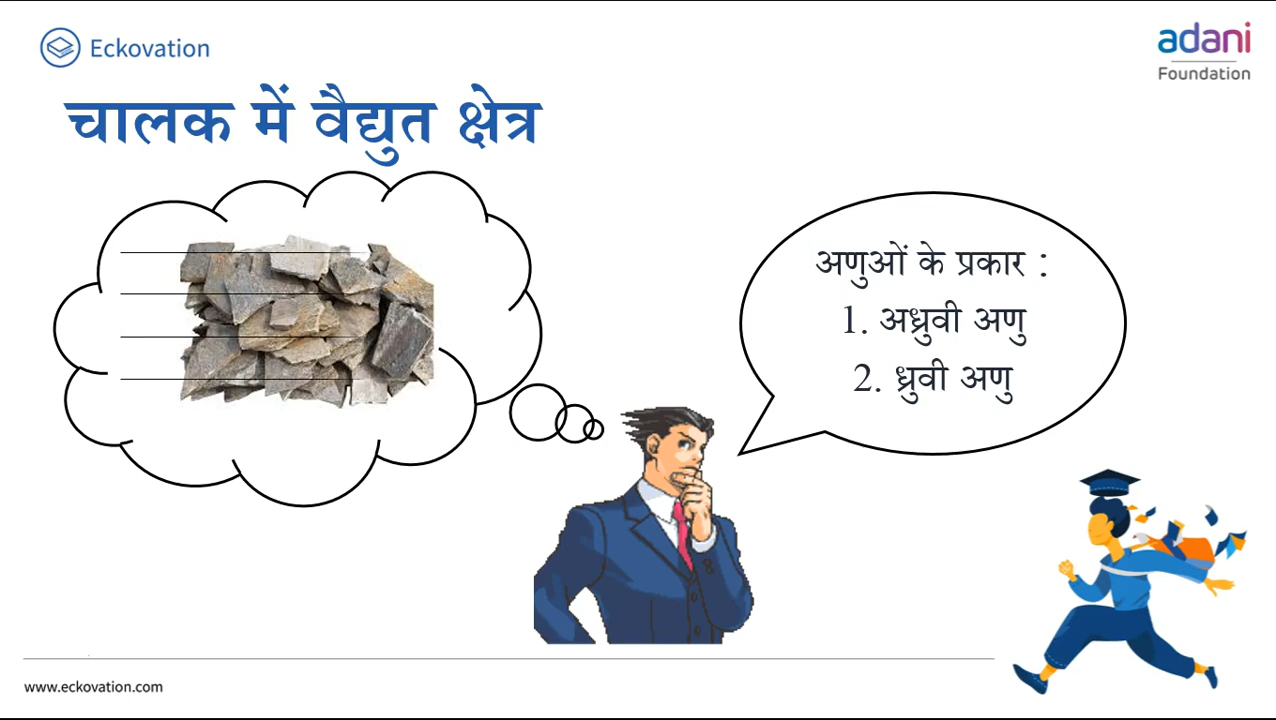 Eckovation
adani
Foundation
चालक में वैद्युत क्षेत्र
अणुओं के प्रकार :
1. अध्रुवी अणु
2. ध्रुवी अणु
www.eckovation.com